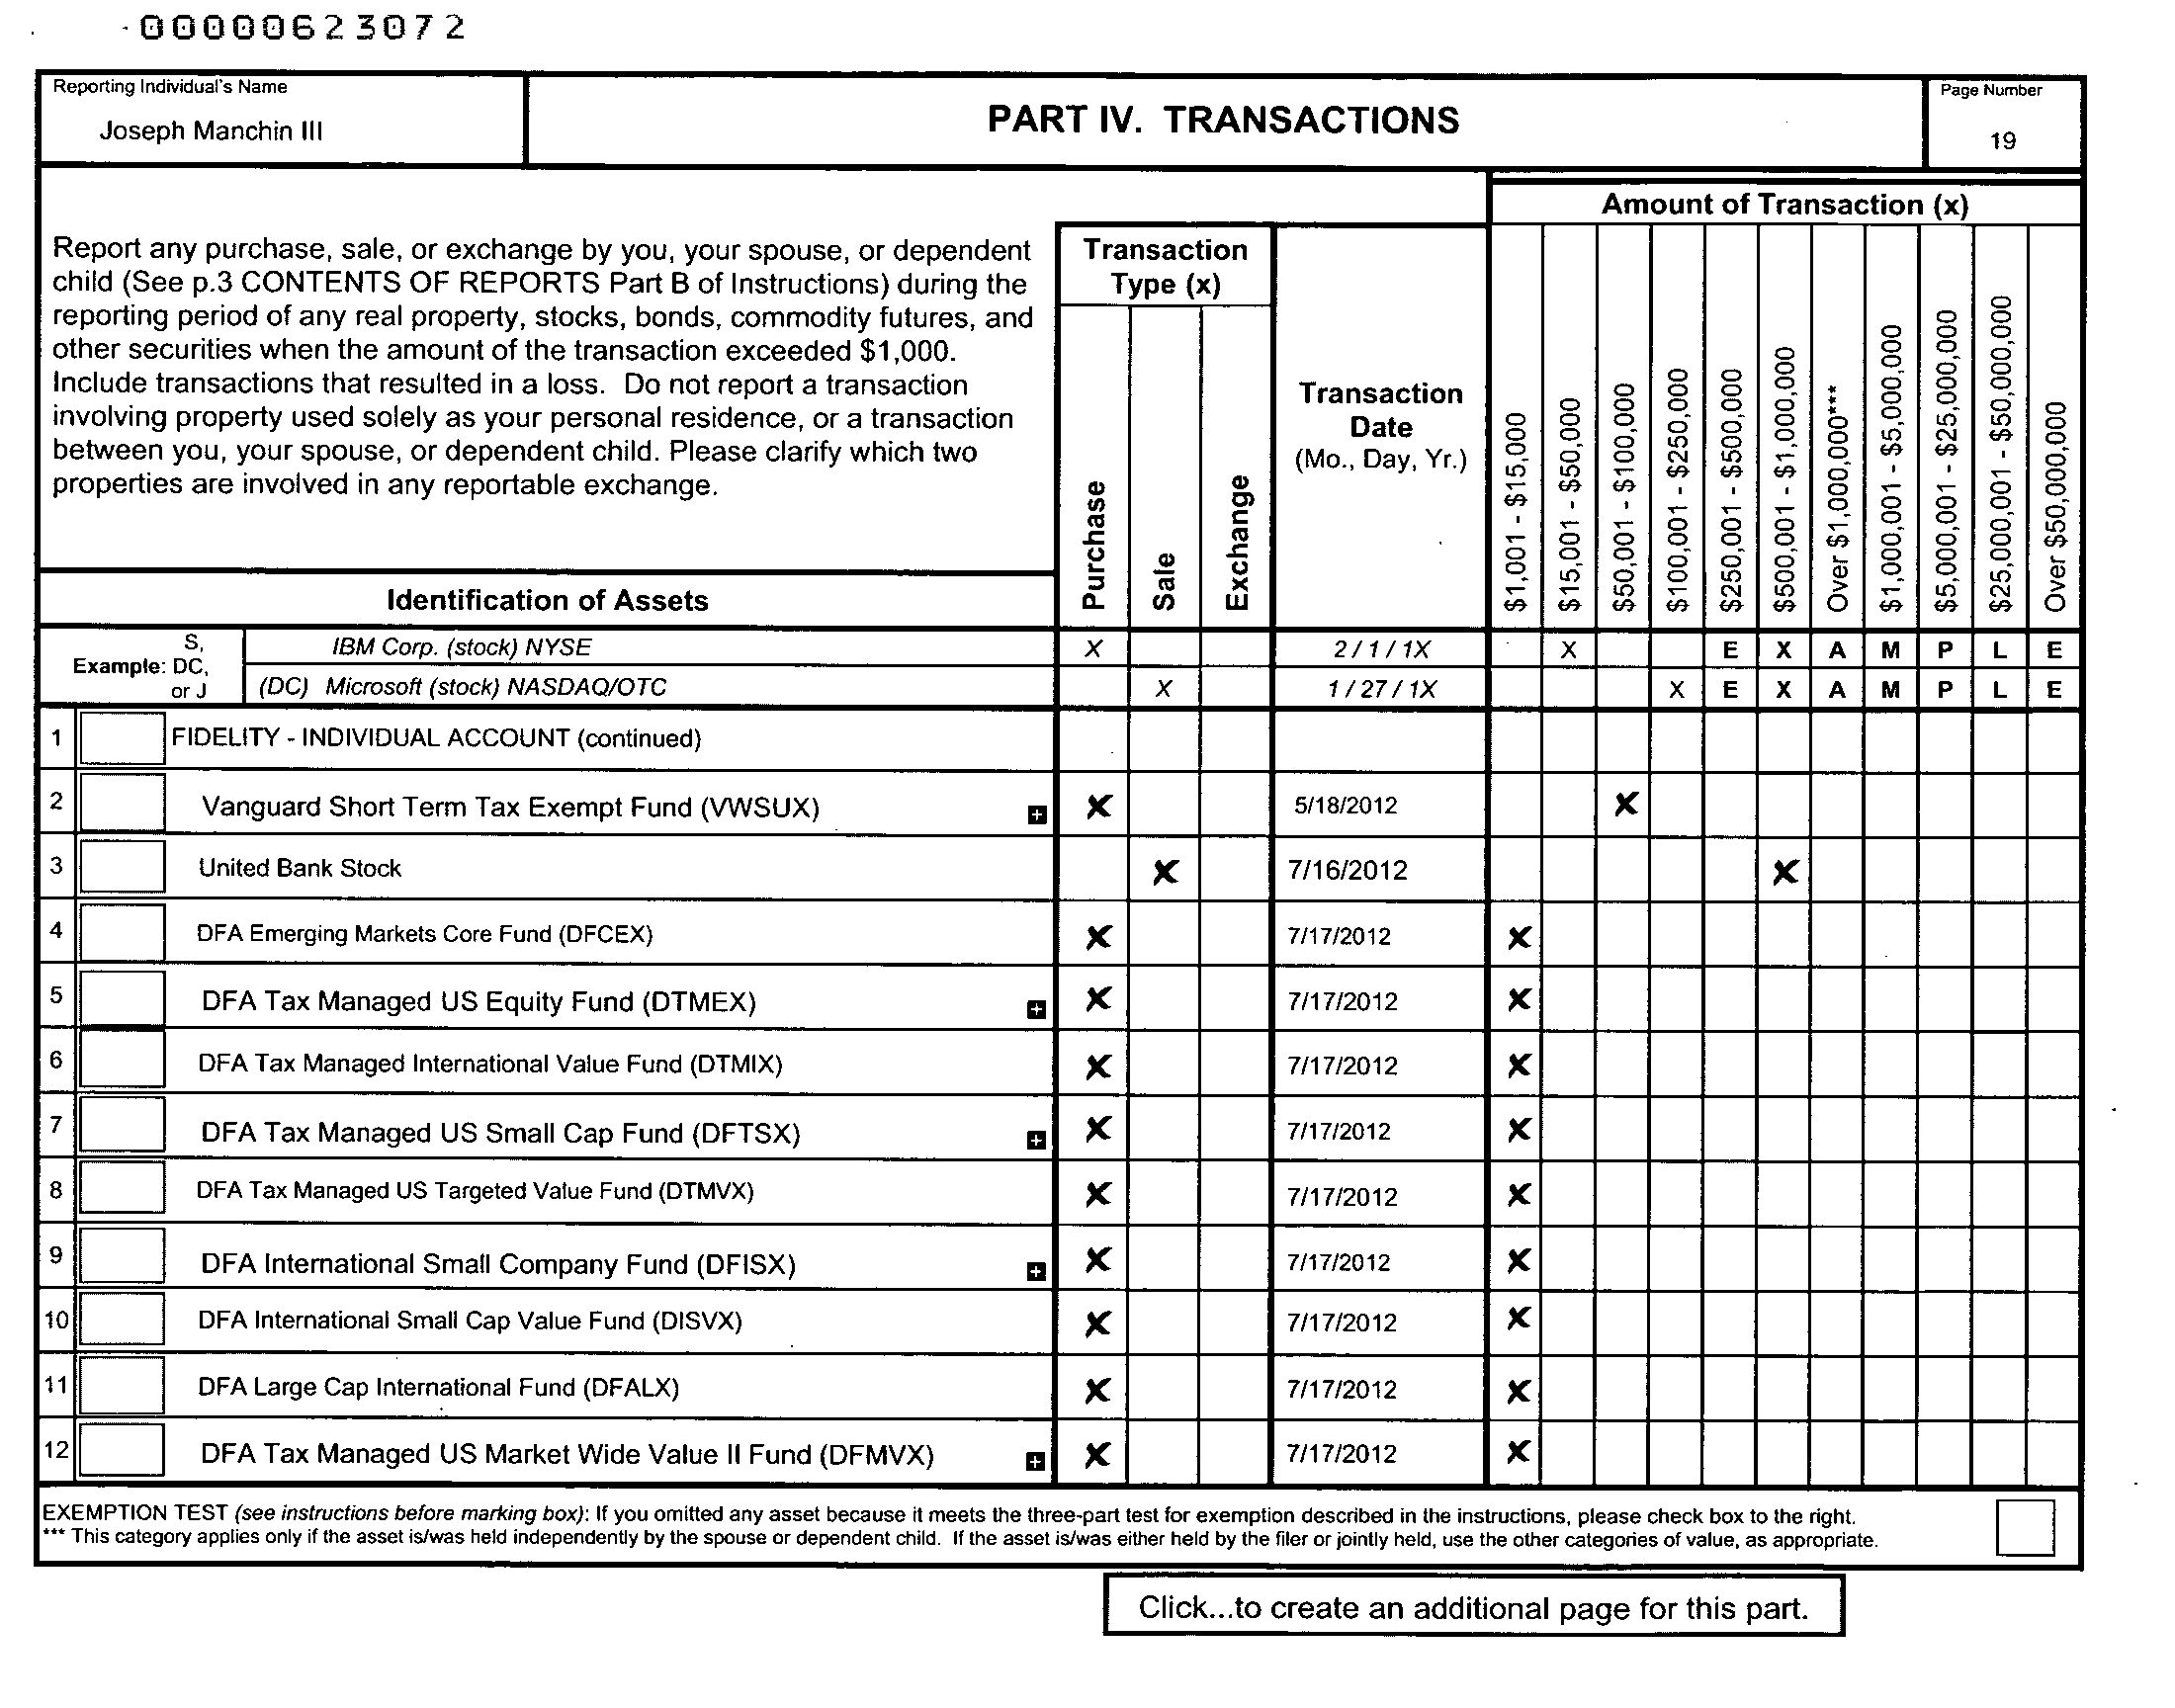 00000623072
Reporting Individual's Name
Joseph Manchin III
PART IV. TRANSACTIONS
Page Number
19
Report any purchase, sale, or exchange by you, your spouse, or dependent
child (See p.3 CONTENTS OF REPORTS Part B of Instructions) during the
reporting period of any real property, stocks, bonds, commodity futures, and
other securities when the amount of the transaction exceeded $1,000.
Include transactions that resulted in a loss. Do not report a transaction
involving property used solely as your personal residence, or a transaction
between you, your spouse, or dependent child. Please clarify which two
properties are involved in any reportable exchange.
Identification of Assets
Transaction
Type (x)
Purchase
Sale
Exchange
Transaction
Date
(Mo., Day, Yr.)
Amount of Transaction (x)
$1,001 - $15,000
$15,001 - $50,000
$50,001 - $100,000
$100,001 - $250,000
$250,001 - $500,000
$500,001 - $1,000,000
Over $1,000,000***
$1,000,001 - $5,000,000
$5,000,001 - $25,000,000
$25,000,001 - $50,000,000
Over $50,000,000
Example: S,
DC,
or J
IBM Corp. (stock) NYSE X 2 / 1 / 1X X E X A M P L E
(DC) Microsoft (stock) NASDAQ/OTC X 1 / 27 / 1X X E X A M P L E
1 FIDELITY - INDIVIDUAL ACCOUNT (continued)
2 Vanguard Short Term Tax Exempt Fund (VWSUX) + X 5/18/2012 X
3 United Bank Stock X 7/16/2012 X
4 DFA Emerging Markets Core Fund (DFCEX) X 7/17/2012 X
5 DFA Tax Managed US Equity Fund (DTMEX) + X 7/17/2012 X
6 DFA Tax Managed International Value Fund (DTMIX) X 7/17/2012 X
7 DFA Tax Managed US Small Cap Fund (DFTSX) + X 7/17/2012 X
8 DFA Tax Managed US Targeted Value Fund (DTMVX) X 7/17/2012 X
9 DFA International Small Company Fund (DFISX) + X 7/17/2012 X
10 DFA International Small Cap Value Fund (DISVX) X 7/17/2012 X
11 DFA Large Cap International Fund (DFALX) X 7/17/2012 X
12 DFA Tax Managed US Market Wide Value II Fund (DFMVX) + X 7/17/2012 X
EXEMPTION TEST (see instructions before marking box): If you omitted any asset because it meets the three-part test for exemption described in the instructions, please check box to the right.
*** This category applies only if the asset is/was held independently by the spouse or dependent child. If the asset is/was either held by the filer or jointly held, use the other categories of value, as appropriate.
Click...to create an additional page for this part.